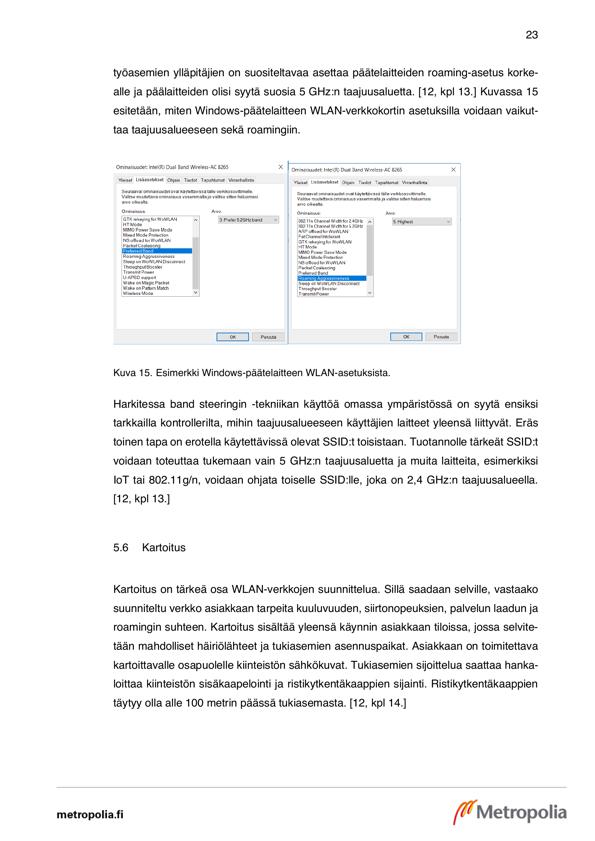 23
työasemien ylläpitäjien on suositeltavaa asettaa päätelaitteiden roaming-asetus korke-
alle ja päälaitteiden olisi syytä suosia 5 GHz:n taajuusaluetta. [12, kpl 13.] Kuvassa 15
esitetään, miten Windows-päätelaitteen WLAN-verkkokortin asetuksilla voidaan vaikut-
taa taajuusalueeseen sekä roamingiin.
Ominaisuudet: Intel(R) Dual Band Wireless-AC 8265
Yleiset Lisäasetukset Ohjain Tiedot Tapahtumat Virranhallinta
Seuraavat ominaisuudet ovat käytettävissä tälle verkkosovittimelle.
Valitse muutettava ominaisuus vasemmalta ja valitse sitten haluamasi
arvo oikealta.
Ominaisuus: Arvo:
GTK rekeying for WoWLAN 3. Prefer 5.2GHz band
HT Mode
MIMO Power Save Mode
Mixed Mode Protection
NS offload for WoWLAN
Packet Coalescing
Preferred Band
Roaming Aggressiveness
Sleep on WoWLAN Disconnect
Throughput Booster
Transmit Power
U-APSD support
Wake on Magic Packet
Wake on Pattern Match
Wireless Mode
OK Peruuta
Ominaisuudet: Intel(R) Dual Band Wireless-AC 8265
Yleiset Lisäasetukset Ohjain Tiedot Tapahtumat Virranhallinta
Seuraavat ominaisuudet ovat käytettävissä tälle verkkosovittimelle.
Valitse muutettava ominaisuus vasemmalta ja valitse sitten haluamasi
arvo oikealta.
Ominaisuus: Arvo:
802.11n Channel Width for 2.4GHz 5. Highest
802.11n Channel Width for 5.2GHz
ARP offload for WoWLAN
Fat Channel Intolerant
GTK rekeying for WoWLAN
HT Mode
MIMO Power Save Mode
Mixed Mode Protection
NS offload for WoWLAN
Packet Coalescing
Preferred Band
Roaming Aggressiveness
Sleep on WoWLAN Disconnect
Throughput Booster
Transmit Power
OK Peruuta
Kuva 15. Esimerkki Windows-päätelaitteen WLAN-asetuksista.
Harkitessa band steeringin -tekniikan käyttöä omassa ympäristössä on syytä ensiksi
tarkkailla kontrollerilta, mihin taajuusalueeseen käyttäjien laitteet yleensä liittyvät. Eräs
toinen tapa on erotella käytettävissä olevat SSID:t toisistaan. Tuotannolle tärkeät SSID:t
voidaan toteuttaa tukemaan vain 5 GHz:n taajuusaluetta ja muita laitteita, esimerkiksi
IoT tai 802.11g/n, voidaan ohjata toiselle SSID:lle, joka on 2,4 GHz:n taajuusalueella.
[12, kpl 13.]
5.6 Kartoitus
Kartoitus on tärkeä osa WLAN-verkkojen suunnittelua. Sillä saadaan selville, vastaako
suunniteltu verkko asiakkaan tarpeita kuuluvuuden, siirtonopeuksien, palvelun laadun ja
roamingin suhteen. Kartoitus sisältää yleensä käynnin asiakkaan tiloissa, jossa selvite-
tään mahdolliset häiriölähteet ja tukiasemien asennuspaikat. Asiakkaan on toimitettava
kartoittavalle osapuolelle kiinteistön sähkökuvat. Tukiasemien sijoittelua saattaa hanka-
loittaa kiinteistön sisäkaapelointi ja ristikytkentäkaappien sijainti. Ristikytkentäkaappien
täytyy olla alle 100 metrin päässä tukiasemasta. [12, kpl 14.]
metropolia.fi
Metropolia